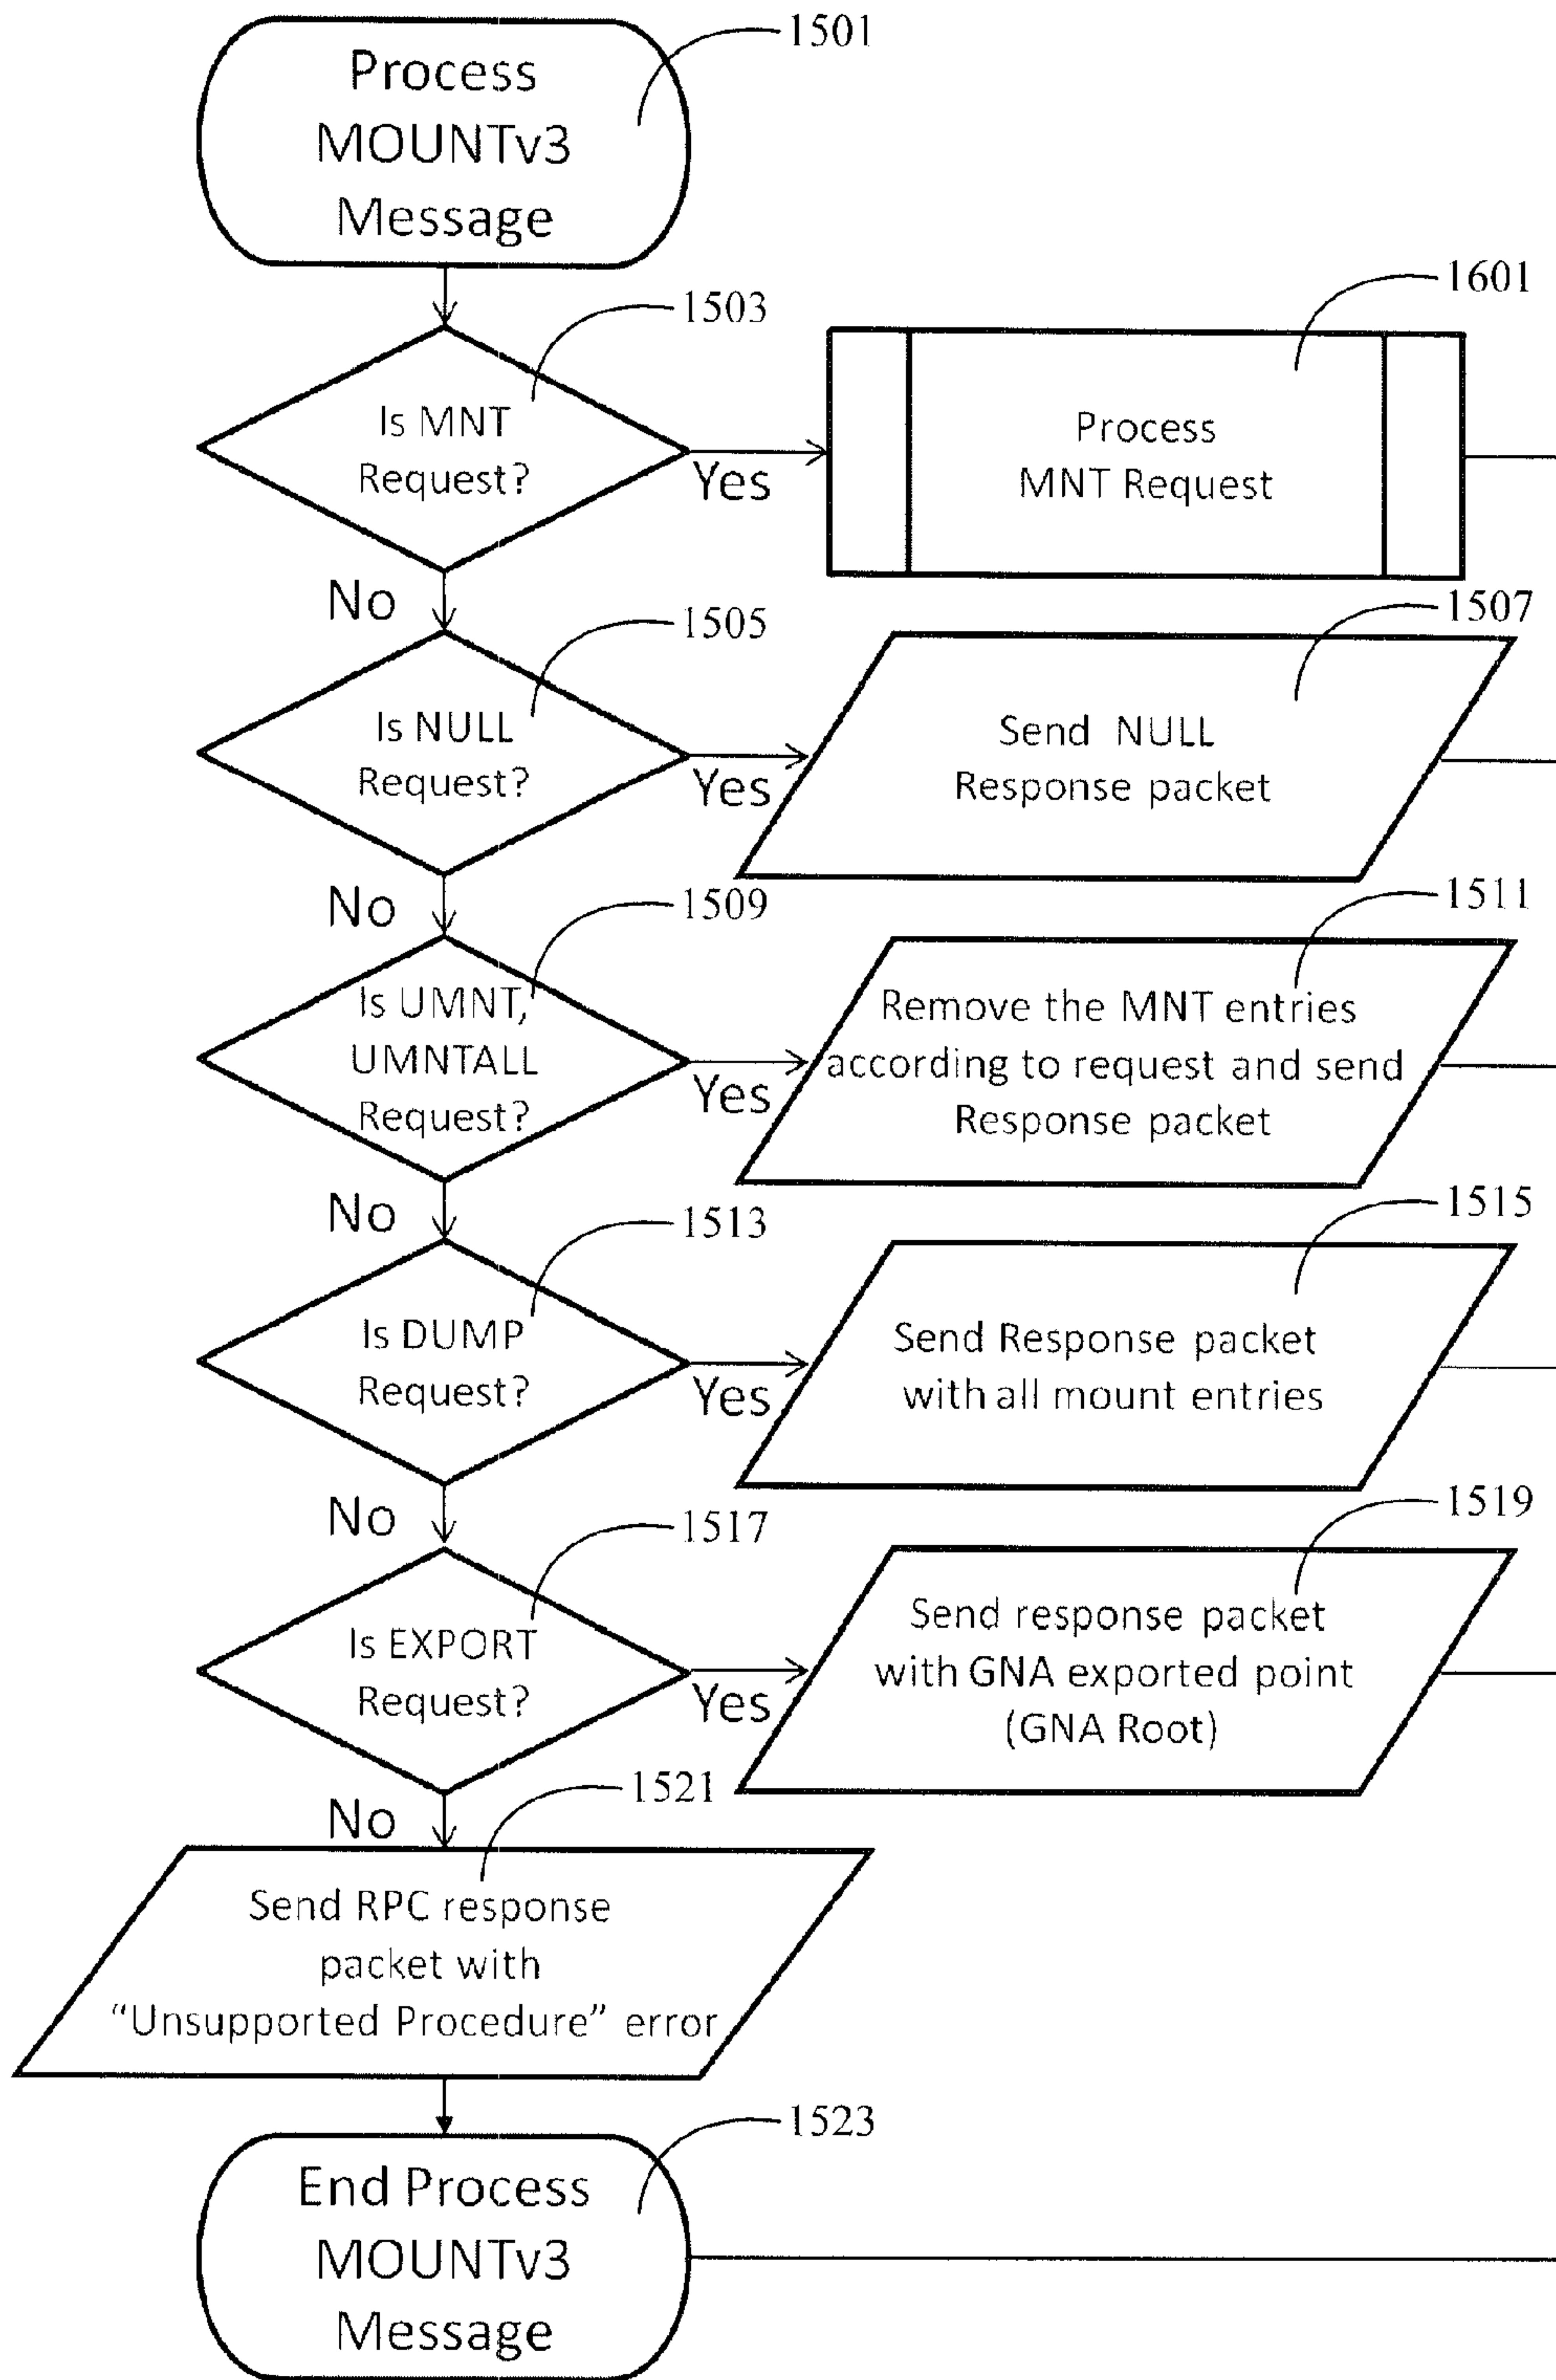 1501
Process
MOUNTv3
Message
1503
Is MNT
Request?
Yes
1601
Process
MNT Request
No
1505
Is NULL
Request?
Yes
1507
Send NULL
Response packet
No
1509
Is UMNT,
UMNTALL
Request?
Yes
1511
Remove the MNT entries
according to request and send
Response packet
No
1513
Is DUMP
Request?
Yes
1515
Send Response packet
with all mount entries
No
1517
Is EXPORT
Request?
Yes
1519
Send response packet
with GNA exported point
(GNA Root)
No
1521
Send RPC response
packet with
“Unsupported Procedure” error
1523
End Process
MOUNTv3
Message